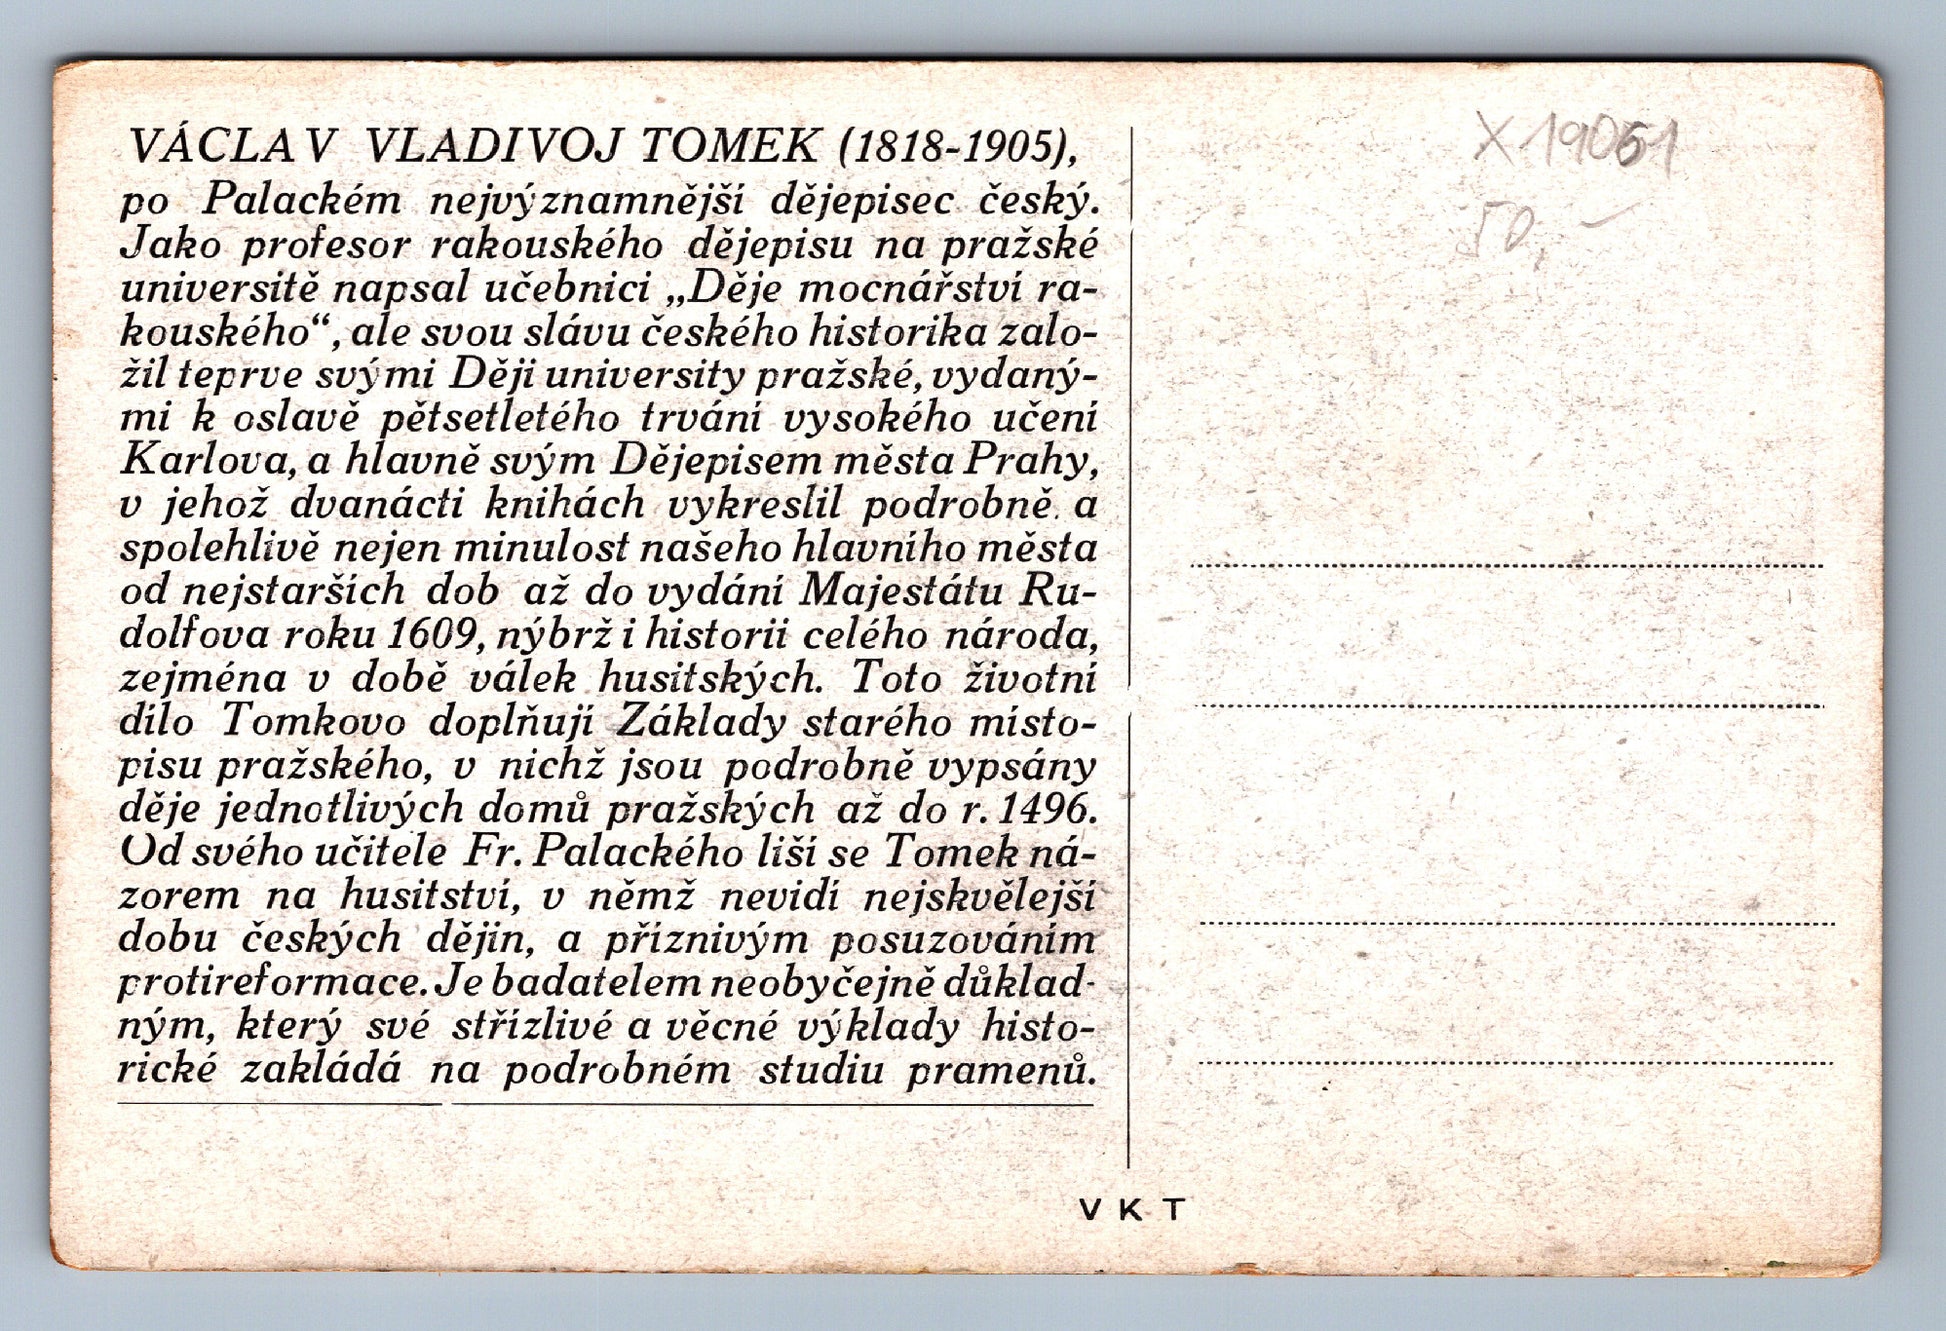 VÁCLAV VLADIVOJ TOMEK (1818-1905),
po Palackém nejvýznamnější dějepisec český.
Jako profesor rakouského dějepisu na pražské
universitě napsal učebnici „Děje mocnářství ra-
kouského“, ale svou slávu českého historika zalo-
žil teprve svými Ději university pražské, vydaný-
mi k oslavě pětsetletého trvání vysokého učení
Karlova, a hlavně svým Dějepisem města Prahy,
v jehož dvanácti knihách vykreslil podrobně a
spolehlivě nejen minulost našeho hlavního města
od nejstarších dob až do vydání Majestátu Ru-
dolfova roku 1609, nýbrž i historii celého národa,
zejména v době válek husitských. Toto životní
dílo Tomkovo doplňují Základy starého místo-
pisu pražského, v nichž jsou podrobně vypsány
děje jednotlivých domů pražských až do r. 1496.
Od svého učitele Fr. Palackého liší se Tomek ná-
zorem na husitství, v němž nevidí nejskvělejší
dobu českých dějin, a příznivým posuzováním
protireformace. Je badatelem neobyčejně důklad-
ným, který své střízlivé a věcné výklady histo-
rické zakládá na podrobném studiu pramenů.
VKT
X 19061
50,-